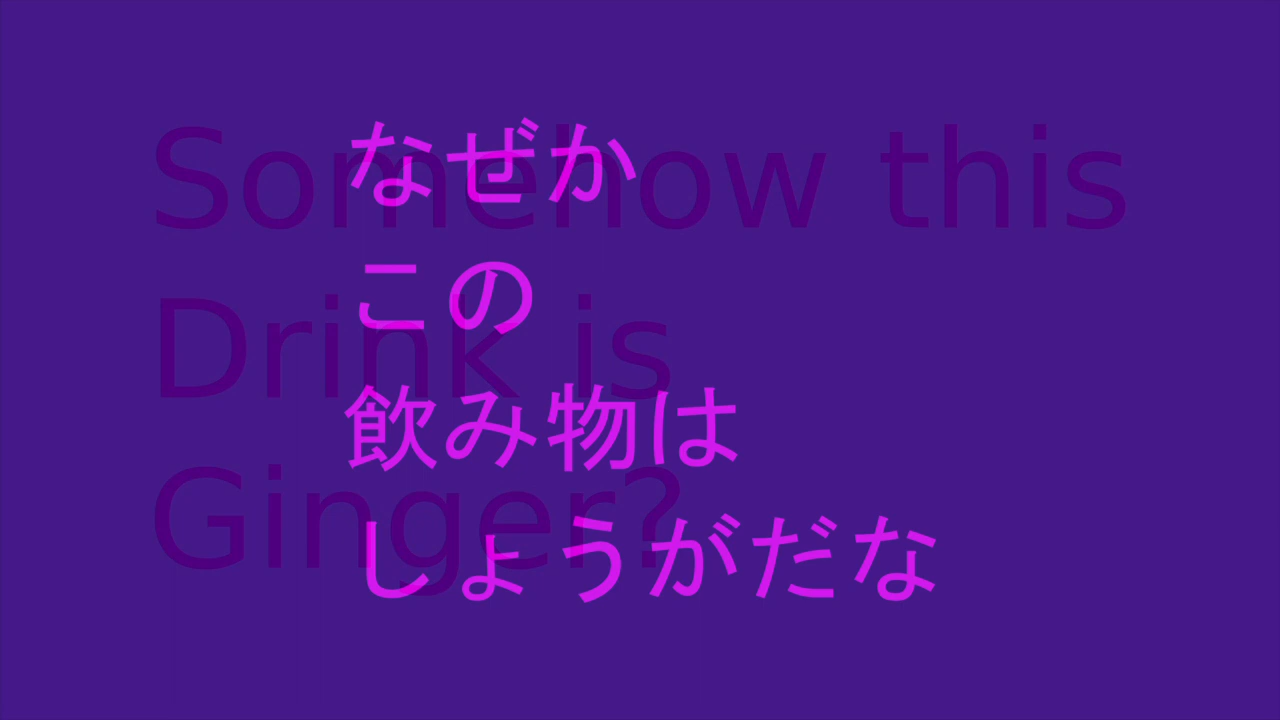 Somehow this
Drink is
Ginger?
なぜか
この
飲み物は
しょうがだな